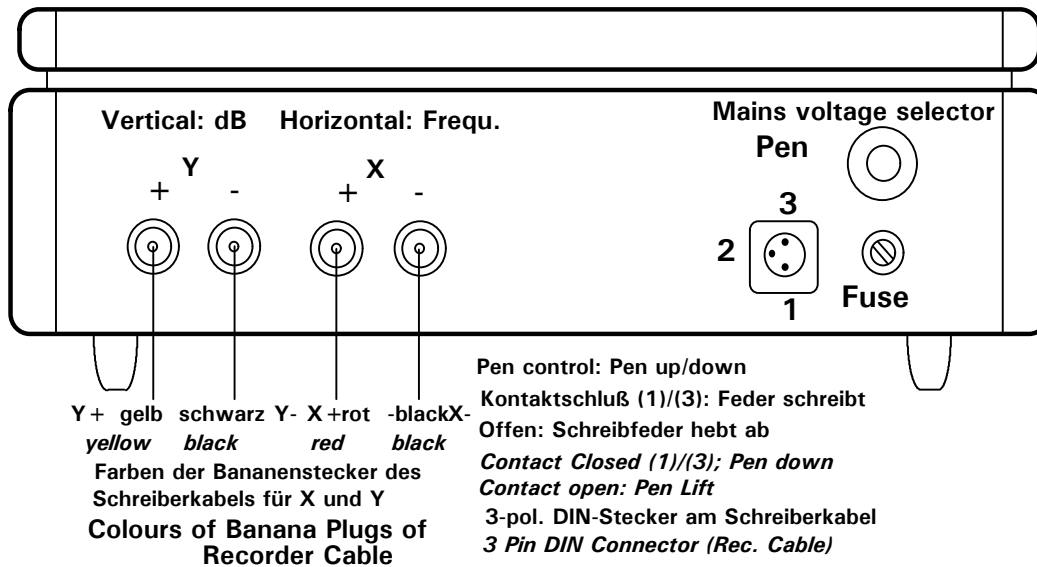 Vertical: dB Horizontal: Frequ.
Mains voltage selector
Pen
Y X
+ - + -
3
2
1
Fuse
Y+ gelb schwarz Y- X+rot -blackX-
yellow black red black
Farben der Bananenstecker des
Schreiberkabels für X und Y
Colours of Banana Plugs of
Recorder Cable
Pen control: Pen up/down
Kontaktschluß (1)/(3): Feder schreibt
Offen: Schreibfeder hebt ab
Contact Closed (1)/(3); Pen down
Contact open: Pen Lift
3-pol. DIN-Stecker am Schreiberkabel
3 Pin DIN Connector (Rec. Cable)